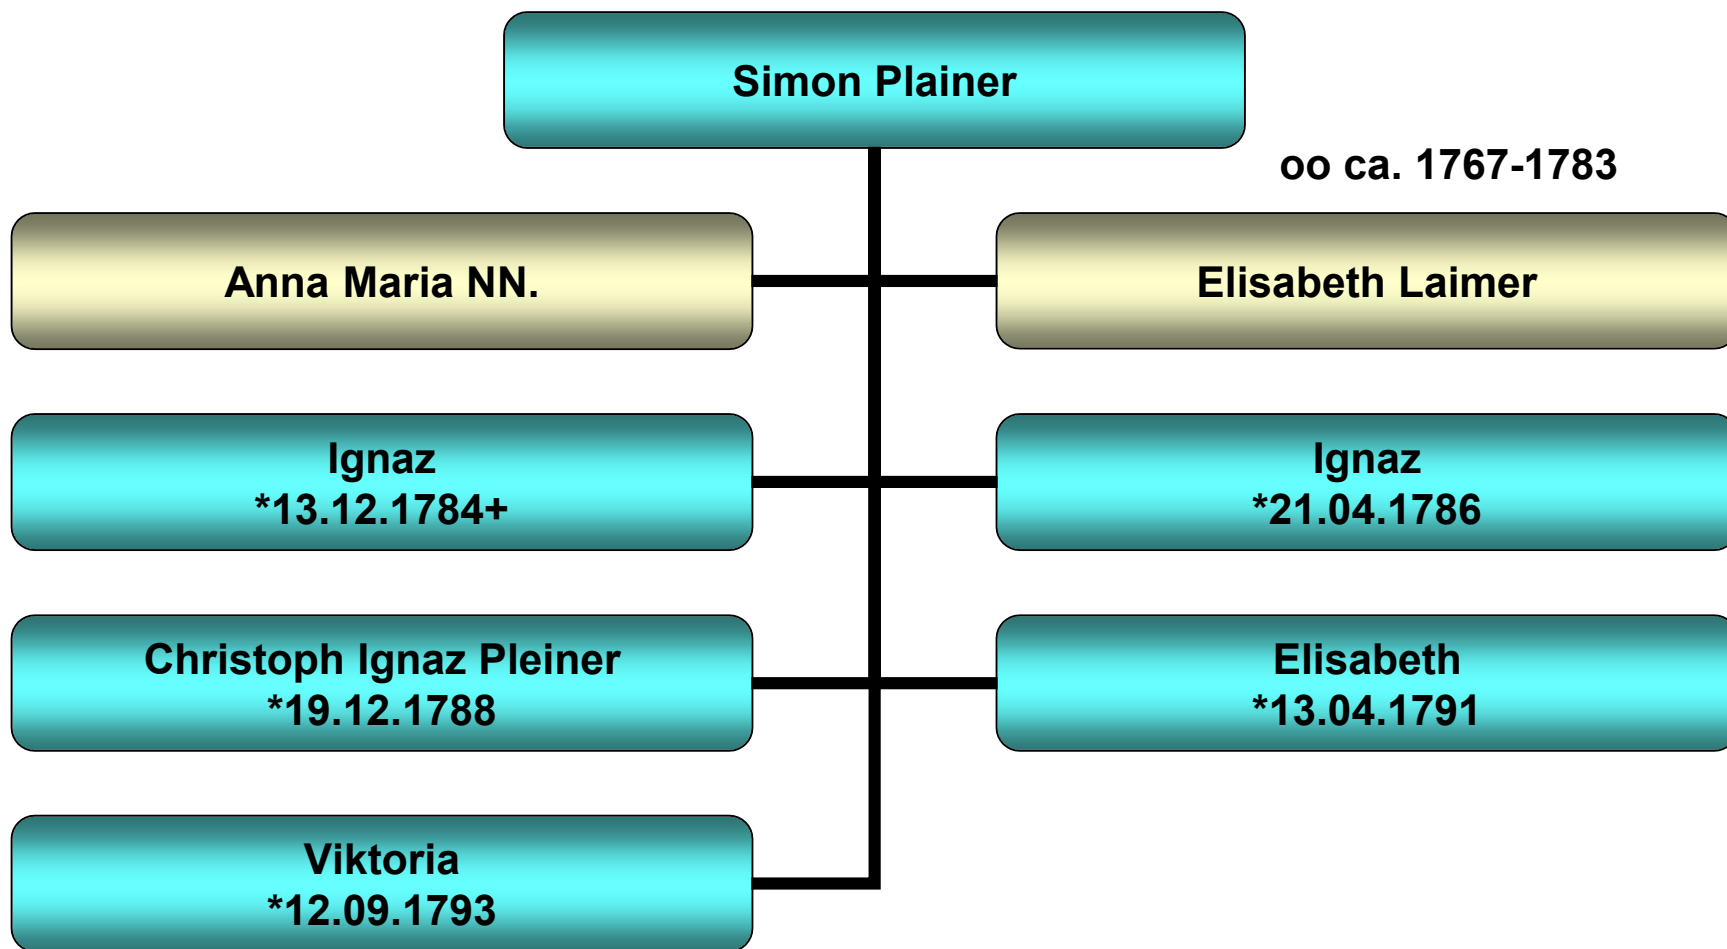 Simon Plainer
oo ca. 1767-1783
Anna Maria NN.
Elisabeth Laimer
Ignaz
*13.12.1784+
Ignaz
*21.04.1786
Christoph Ignaz Pleiner
*19.12.1788
Elisabeth
*13.04.1791
Viktoria
*12.09.1793